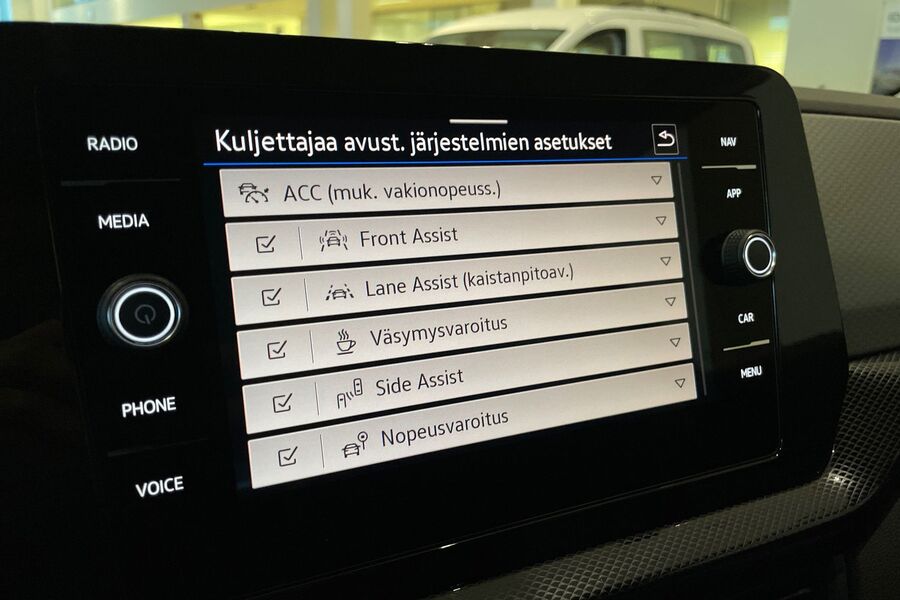 RADIO
MEDIA
PHONE
VOICE
Kuljettajaa avust. järjestelmien asetukset
ACC (muk. vakionopeuss.)
Front Assist
Lane Assist (kaistanpitoav.)
Väsymysvaroitus
Side Assist
Nopeusvaroitus
NAV
APP
CAR
MENU